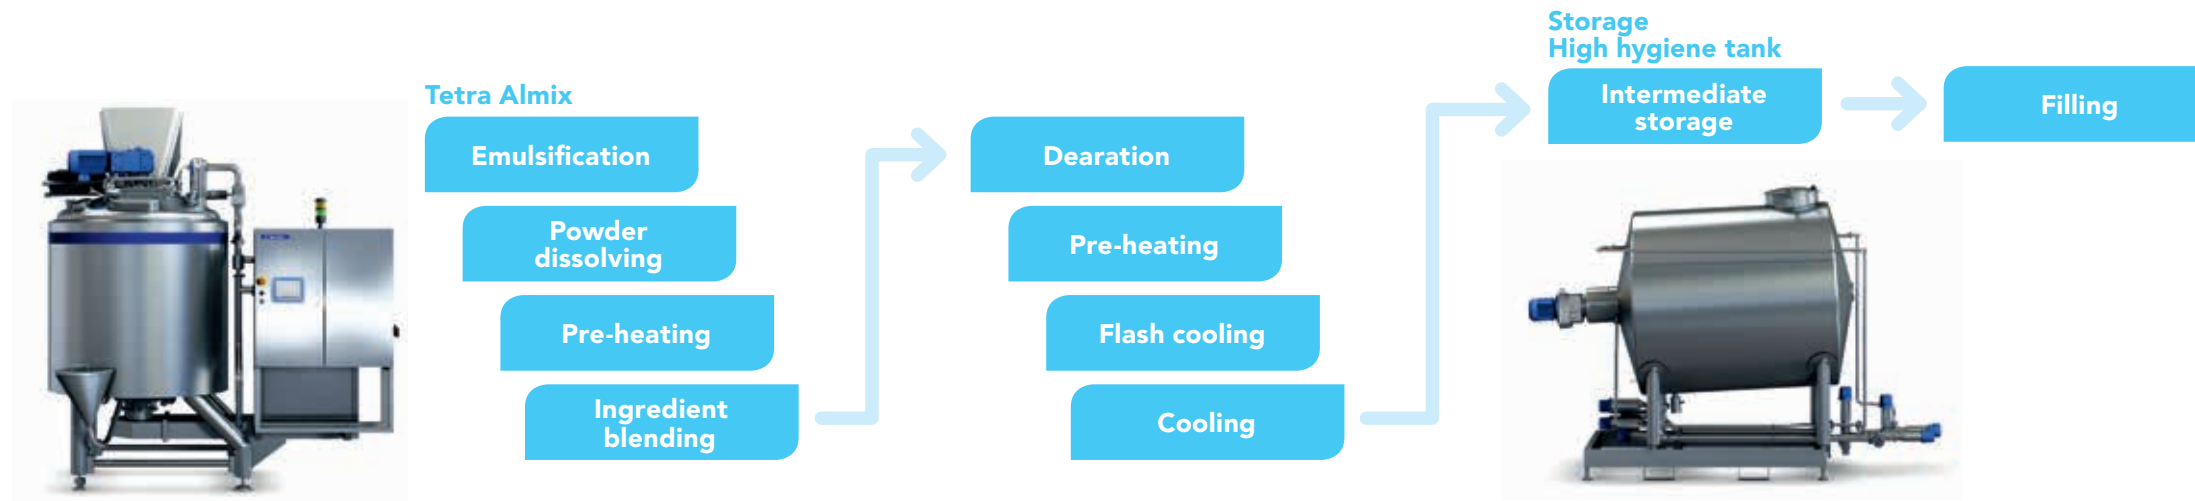 Tetra Almix
Emulsification
Powder
dissolving
Pre-heating
Ingredient
blending
Dearation
Pre-heating
Flash cooling
Cooling
Storage
High hygiene tank
Intermediate
storage
Filling